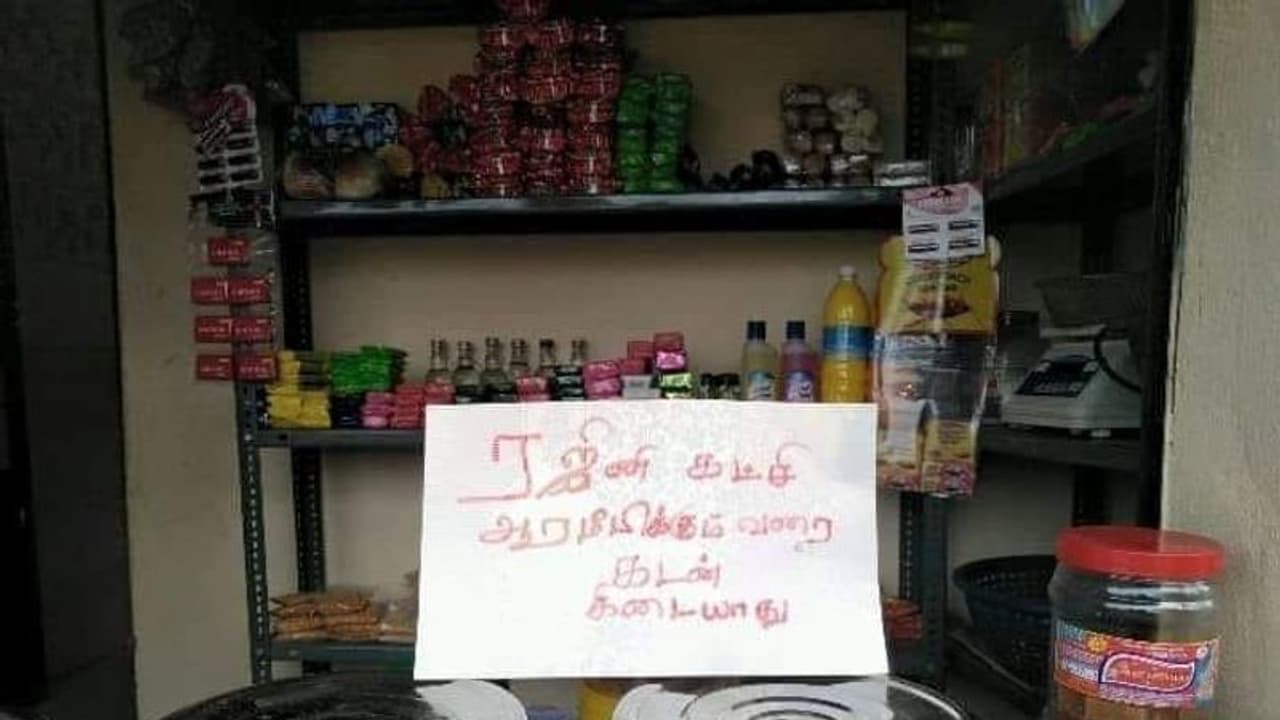 ரஜினி கட்சி
ஆரமீயிக்கும் வரை
கடன்
கிடையாது